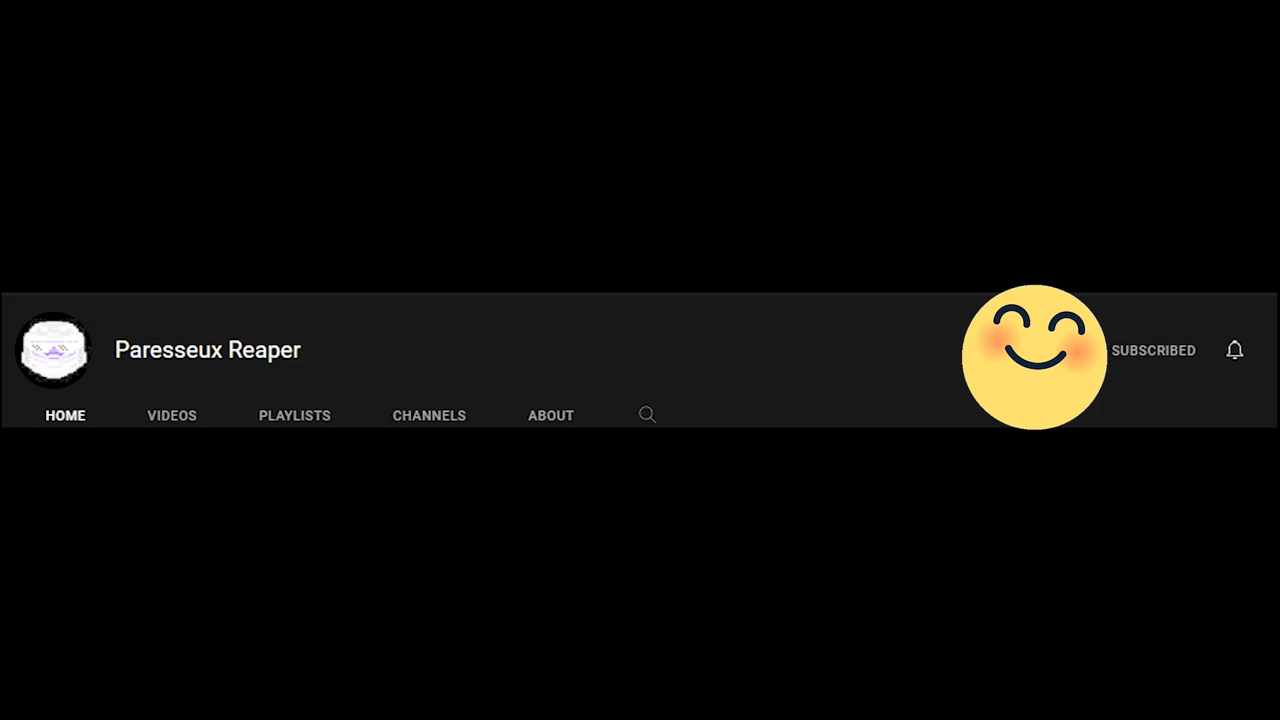 Paresseux Reaper
SUBSCRIBED
HOME VIDEOS PLAYLISTS CHANNELS ABOUT